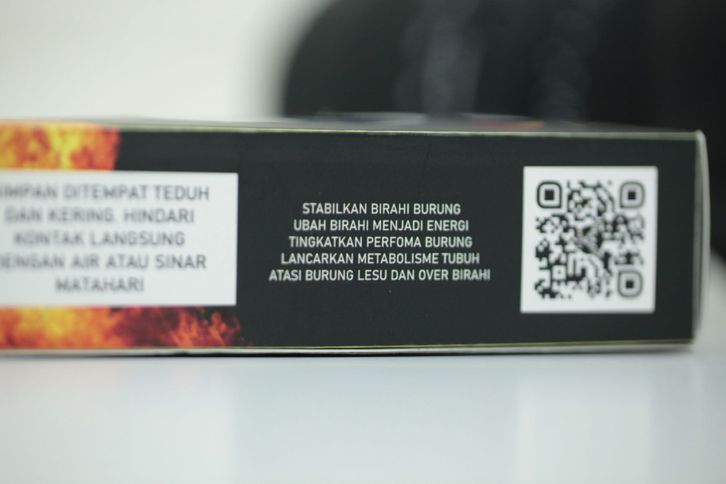 SIMPAN DITEMPAT TEDUH
DAN KERING. HINDARI
KONTAK LANGSUNG
DENGAN AIR ATAU SINAR
MATAHARI
STABILKAN BIRAHI BURUNG
UBAH BIRAHI MENJADI ENERGI
TINGKATKAN PERFOMA BURUNG
LANCARKAN METABOLISME TUBUH
ATASI BURUNG LESU DAN OVER BIRAHI